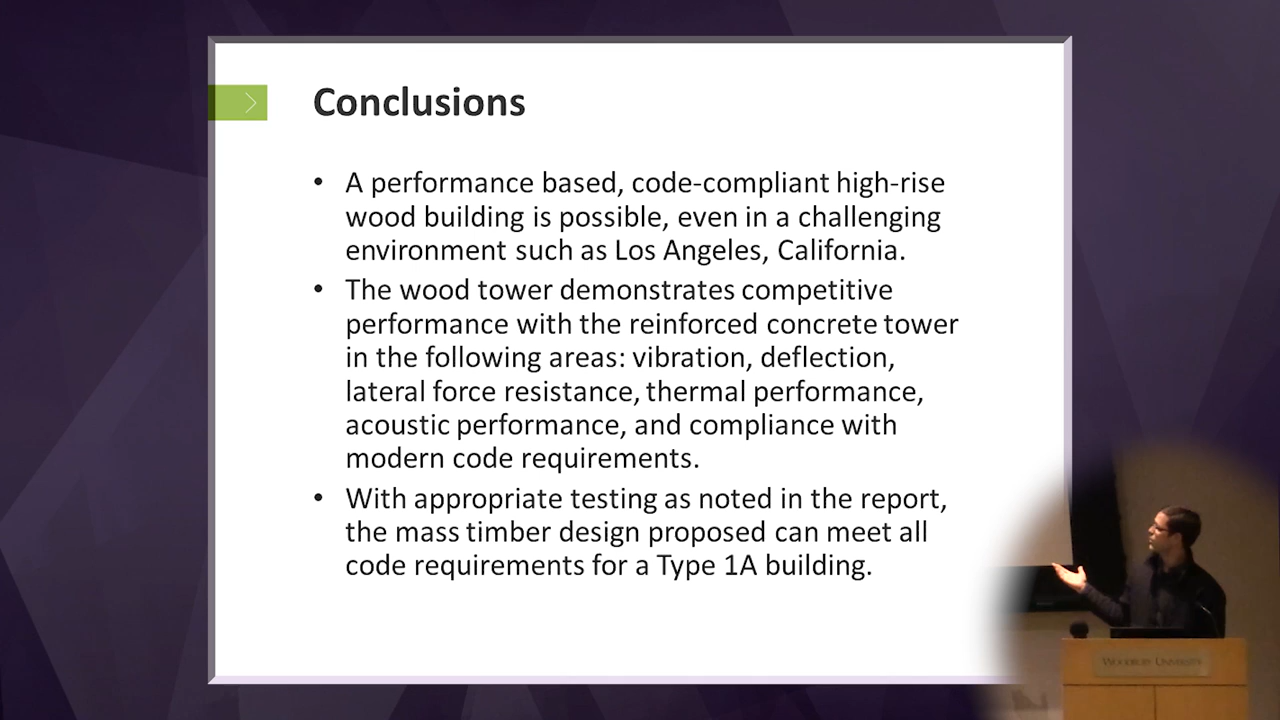 Conclusions
• A performance based, code-compliant high-rise
wood building is possible, even in a challenging
environment such as Los Angeles, California.
• The wood tower demonstrates competitive
performance with the reinforced concrete tower
in the following areas: vibration, deflection,
lateral force resistance, thermal performance,
acoustic performance, and compliance with
modern code requirements.
• With appropriate testing as noted in the report,
the mass timber design proposed can meet all
code requirements for a Type 1A building.
Woodbury University